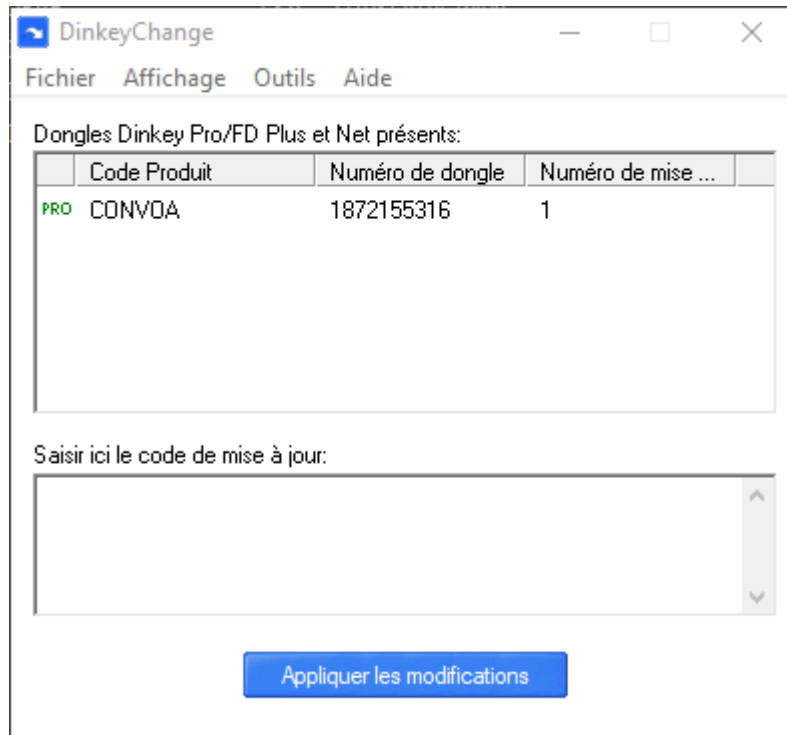 DinkeyChange
Fichier Affichage Outils Aide
Dongles Dinkey Pro/FD Plus et Net présents:
Code Produit Numéro de dongle Numéro de mise ...
PRO CONVOA 1872155316 1
Saisir ici le code de mise à jour:
Appliquer les modifications